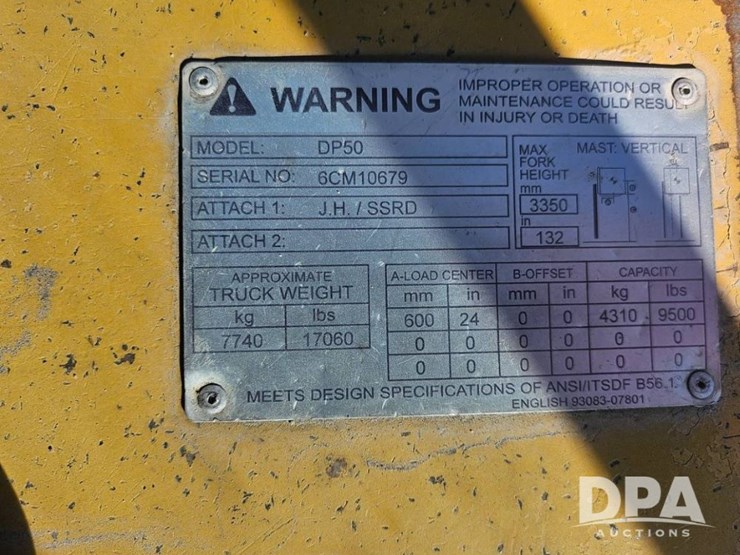 WARNING
IMPROPER OPERATION OR
MAINTENANCE COULD RESULT
IN INJURY OR DEATH
MODEL: DP50
SERIAL NO: 6CM10679
ATTACH 1: J.H. / SSRD
ATTACH 2:
MAX MAST: VERTICAL
FORK
HEIGHT
mm
3350
in
132
APPROXIMATE
TRUCK WEIGHT
kg lbs
7740 17060
A-LOAD CENTER B-OFFSET CAPACITY
mm in mm in kg lbs
600 24 0 0 4310 9500
0 0 0 0 0 0
0 0 0 0 0 0
MEETS DESIGN SPECIFICATIONS OF ANSI/ITSDF B56.1.
ENGLISH 93083-07801
DPA
AUCTIONS